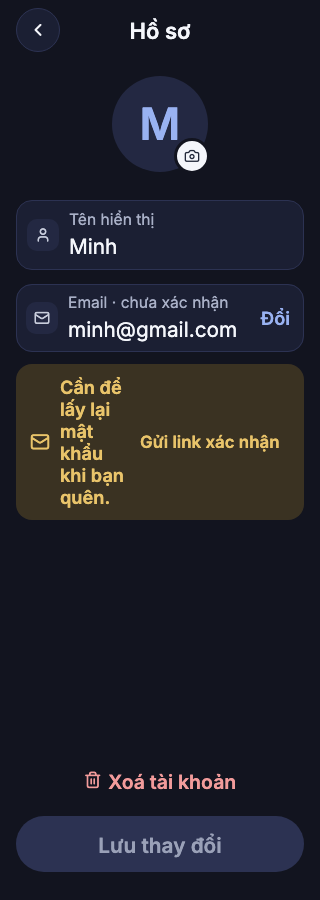 Hồ sơ
M
Tên hiển thị
Minh
Email · chưa xác nhận
minh@gmail.com
Đổi
Cần để
lấy lại
mật
khẩu
khi bạn
quên.
Gửi link xác nhận
Xoá tài khoản
Lưu thay đổi